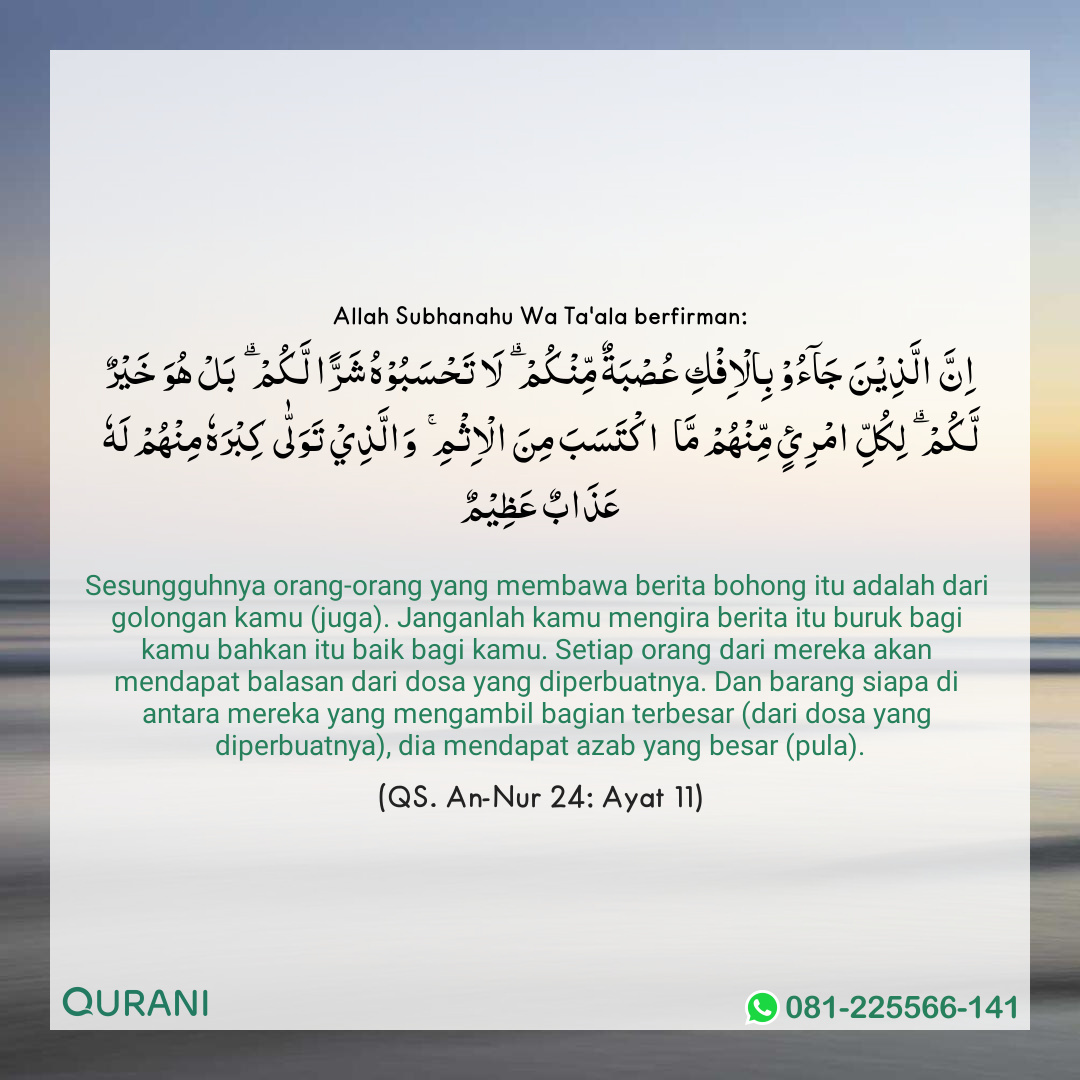 Allah Subhanahu Wa Ta'ala berfirman:
اِنَّ الَّذِيْنَ جَآءُوْ بِالْاِفْكِ عُصْبَةٌ مِّنْكُمْ ۗ لَا تَحْسَبُوْهُ شَرًّا لَّكُمْ ۗ بَلْ هُوَ خَيْرٌ
لَّكُمْ ۗ لِكُلِّ امْرِئٍ مِّنْهُمْ مَّا اكْتَسَبَ مِنَ الْاِثْمِ ۚ وَالَّذِيْ تَوَلّٰى كِبْرَهٗ مِنْهُمْ لَهٗ
عَذَابٌ عَظِيْمٌ
Sesungguhnya orang-orang yang membawa berita bohong itu adalah dari
golongan kamu (juga). Janganlah kamu mengira berita itu buruk bagi
kamu bahkan itu baik bagi kamu. Setiap orang dari mereka akan
mendapat balasan dari dosa yang diperbuatnya. Dan barang siapa di
antara mereka yang mengambil bagian terbesar (dari dosa yang
diperbuatnya), dia mendapat azab yang besar (pula).
(QS. An-Nur 24: Ayat 11)
QURANI
081-225566-141